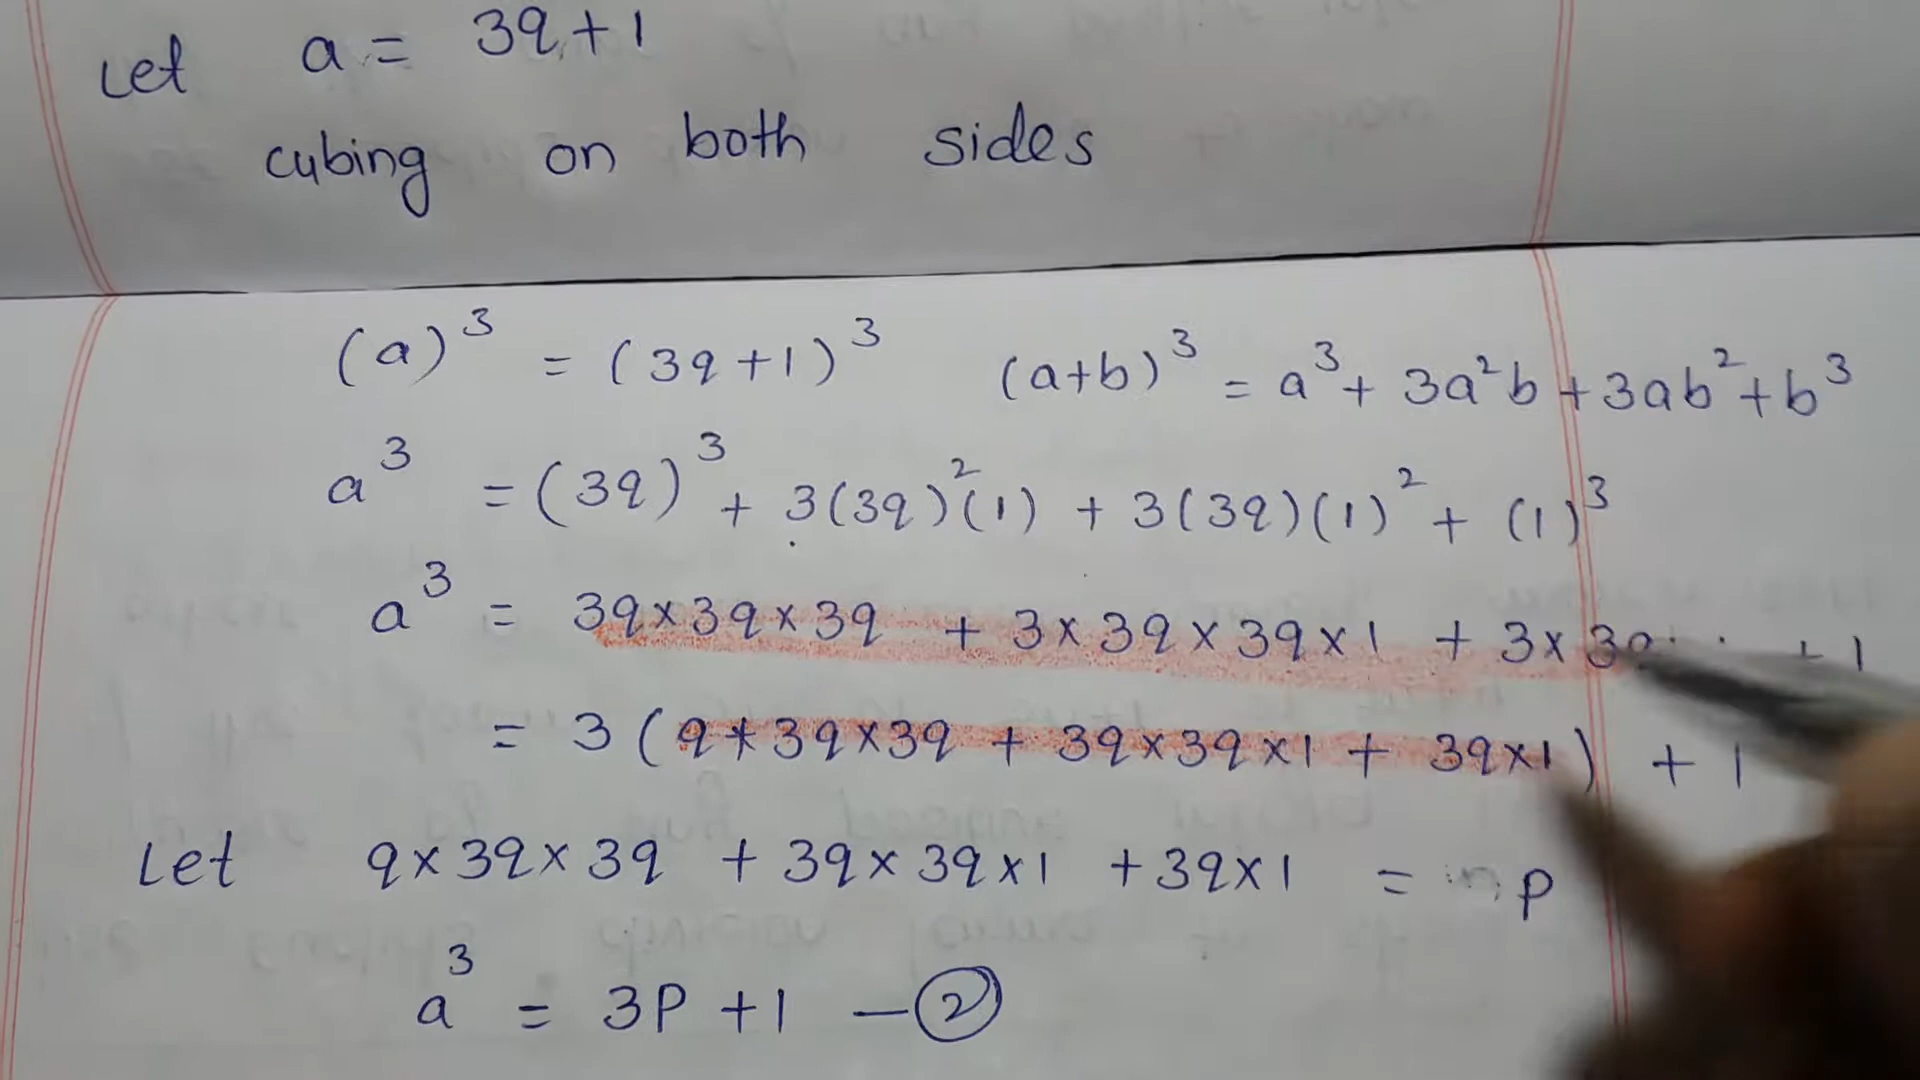 Let a = 3q + 1
cubing on both sides
(a)³ = (3q + 1)³ (a+b)³ = a³ + 3a²b + 3ab² + b³
a³ = (3q)³ + 3(3q)²(1) + 3(3q)(1)² + (1)³
a³ = 3q × 3q × 3q + 3 × 3q × 3q × 1 + 3 × 3q + 1
= 3 (q × 3q × 3q + 3q × 3q × 1 + 3q × 1) + 1
Let q × 3q × 3q + 3q × 3q × 1 + 3q × 1 = p
a³ = 3P + 1 — ②